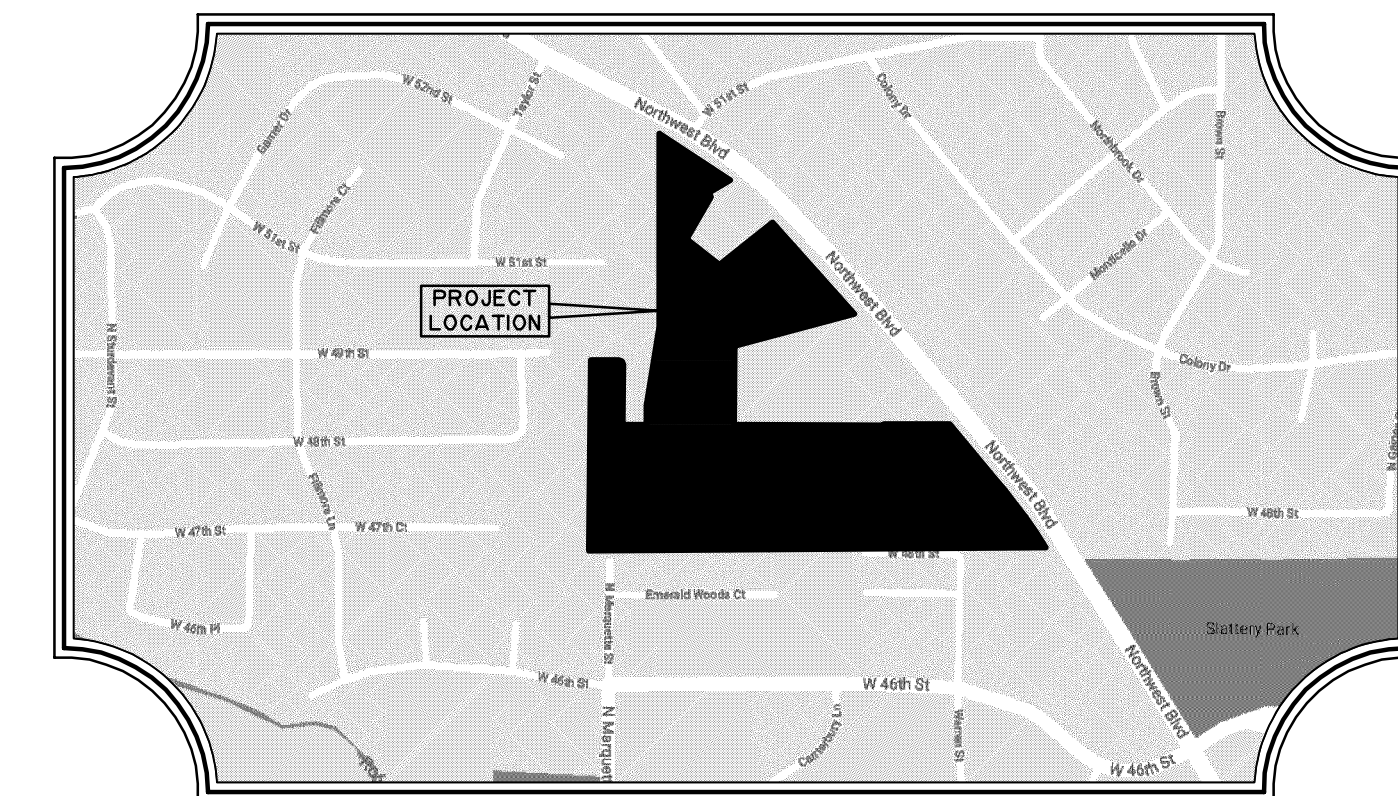 W 52nd St
Taylor St
Northwest Blvd
W 51st St
Colony Dr
Garner Dr
Northbrook Dr
Brown St
Fillmore Ct
W 51st St
W 51st St
Monticello Dr
Northwest Blvd
PROJECT
LOCATION
N Sturdevant St
W 49th St
Colony Dr
Brown St
W 48th St
Northwest Blvd
Fillmore Ln
W 47th St
W 47th Ct
W 48th St
W 48th St
N Marquette St
Emerald Woods Ct
W 46th Pl
Slattery Park
W 46th St
W 46th St
Northwest Blvd
N Marquett
Canterbury Ln
Warren St
W 46th St